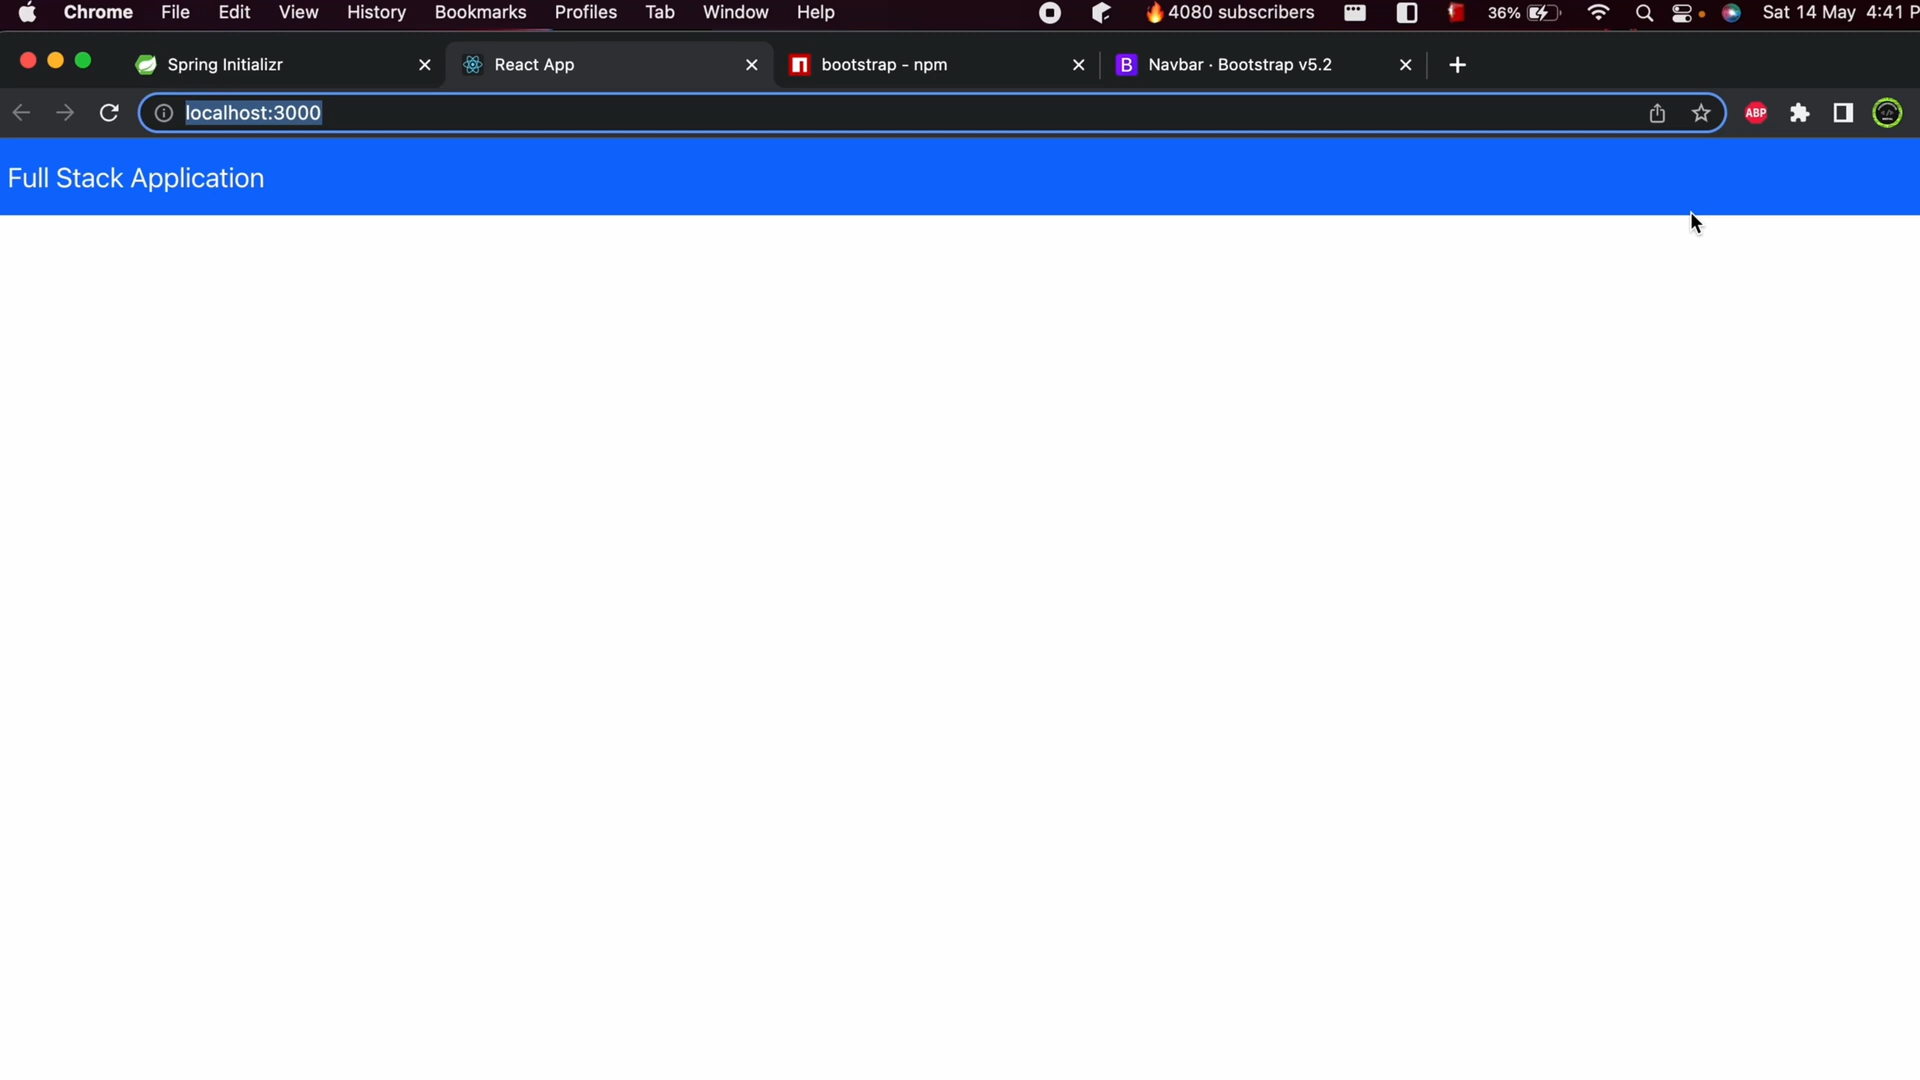 Chrome File Edit View History Bookmarks Profiles Tab Window Help 4080 subscribers 36% Sat 14 May 4:41 P
Spring Initializr React App bootstrap - npm B Navbar · Bootstrap v5.2
localhost:3000 ABP
Full Stack Application